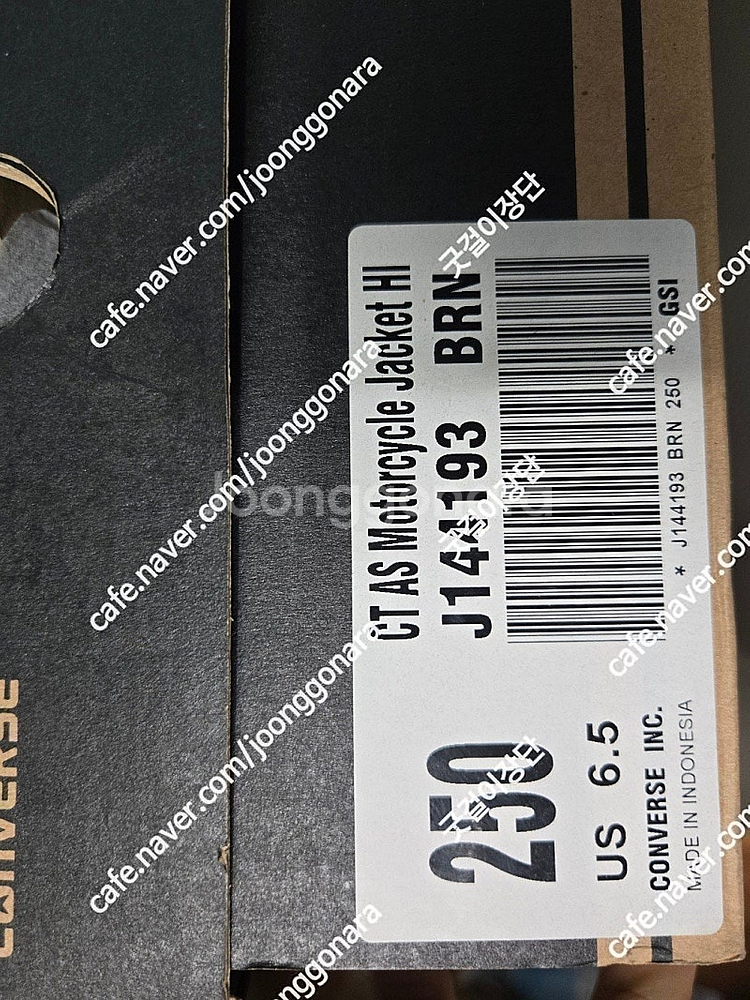 CT AS Motorcycle Jacket HI
J144193 BRN
* J144193 BRN 250 * GSI
250
US 6.5
CONVERSE INC.
MADE IN INDONESIA
CONVERSE
cafe.naver.com/joonggonara
cafe.naver.com/joonggonara
cafe.naver.com/joonggonara
joonggonara
cafe.naver.com
cafe.naver.com
cafe.naver.com
굿걸이장단
굿걸이장단
굿걸이장단
Joonggonara